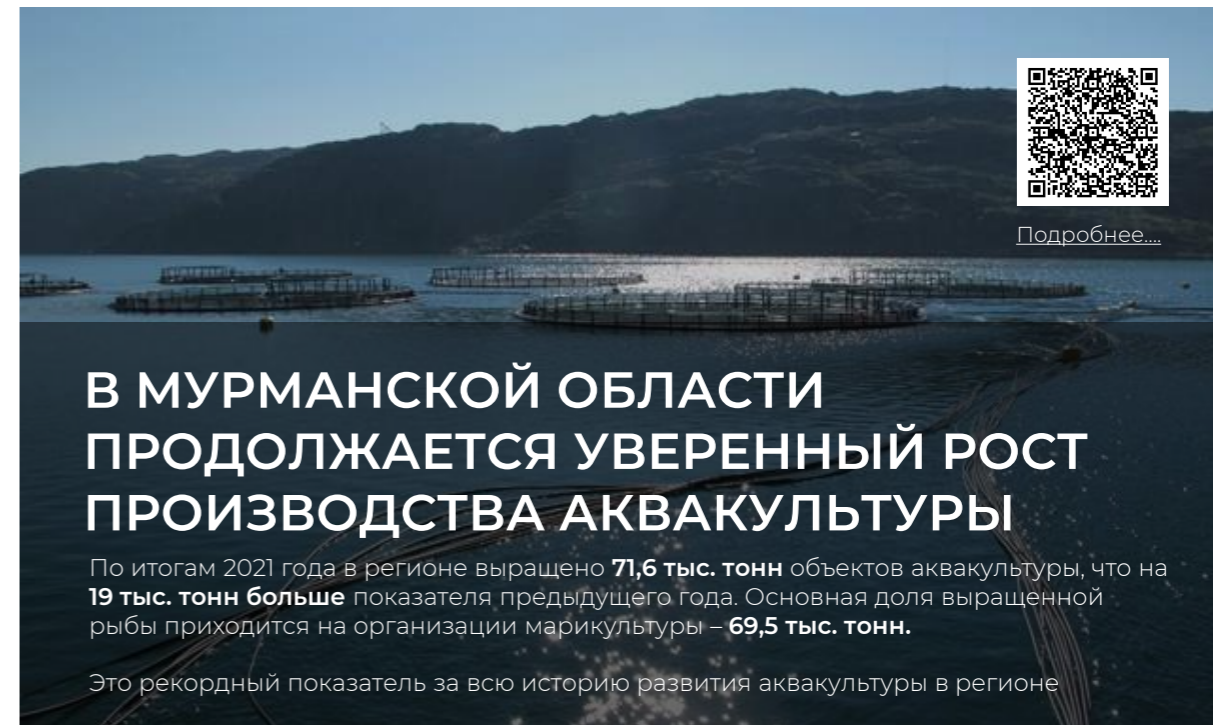 Подробнее....
В МУРМАНСКОЙ ОБЛАСТИ
ПРОДОЛЖАЕТСЯ УВЕРЕННЫЙ РОСТ
ПРОИЗВОДСТВА АКВАКУЛЬТУРЫ
По итогам 2021 года в регионе выращено 71,6 тыс. тонн объектов аквакультуры, что на
19 тыс. тонн больше показателя предыдущего года. Основная доля выращенной
рыбы приходится на организации марикультуры – 69,5 тыс. тонн.
Это рекордный показатель за всю историю развития аквакультуры в регионе